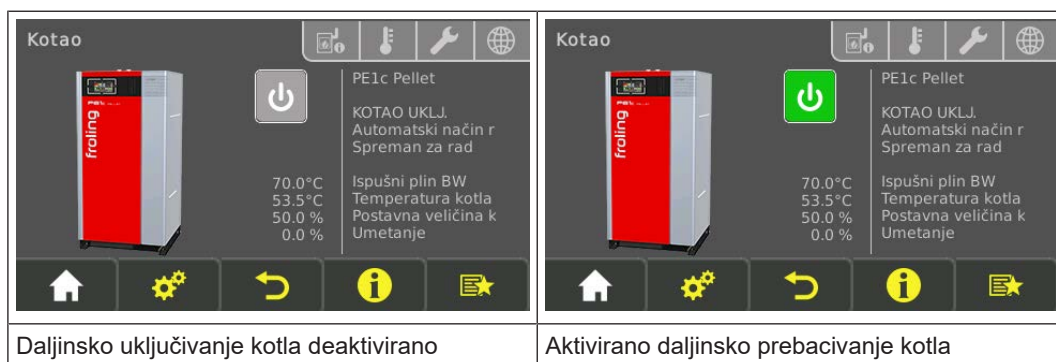 Kotao
PE1c Pellet
KOTAO UKLJ.
Automatski način r
Spreman za rad
70.0°C Ispušni plin BW
53.5°C Temperatura kotla
50.0 % Postavna veličina k
0.0 % Umetanje
froling
Daljinsko uključivanje kotla deaktivirano
Kotao
PE1c Pellet
KOTAO UKLJ.
Automatski način r
Spreman za rad
70.0°C Ispušni plin BW
53.5°C Temperatura kotla
50.0 % Postavna veličina k
0.0 % Umetanje
froling
Aktivirano daljinsko prebacivanje kotla